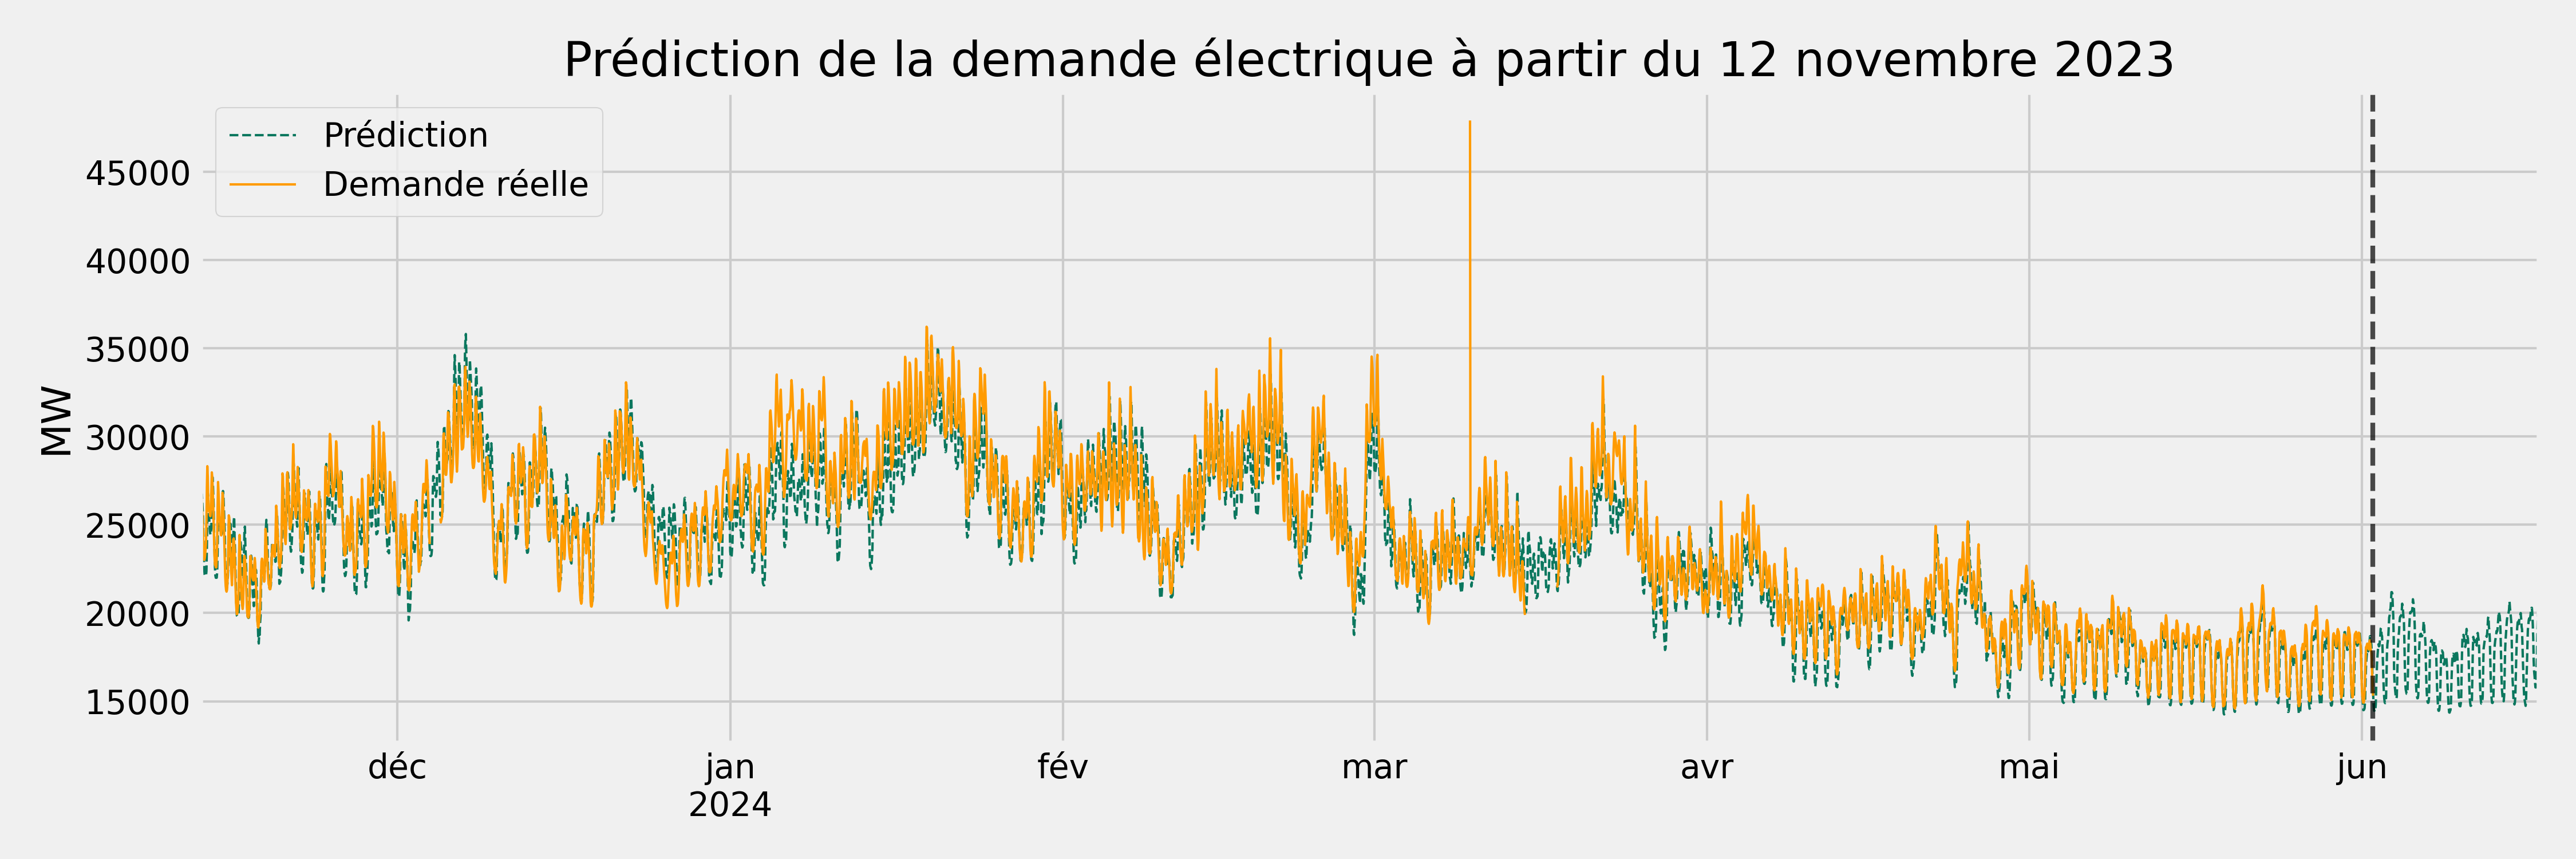 Prédiction de la demande électrique à partir du 12 novembre 2023
Prédiction
Demande réelle
MW
45000
40000
35000
30000
25000
20000
15000
déc
jan
2024
fév
mar
avr
mai
jun